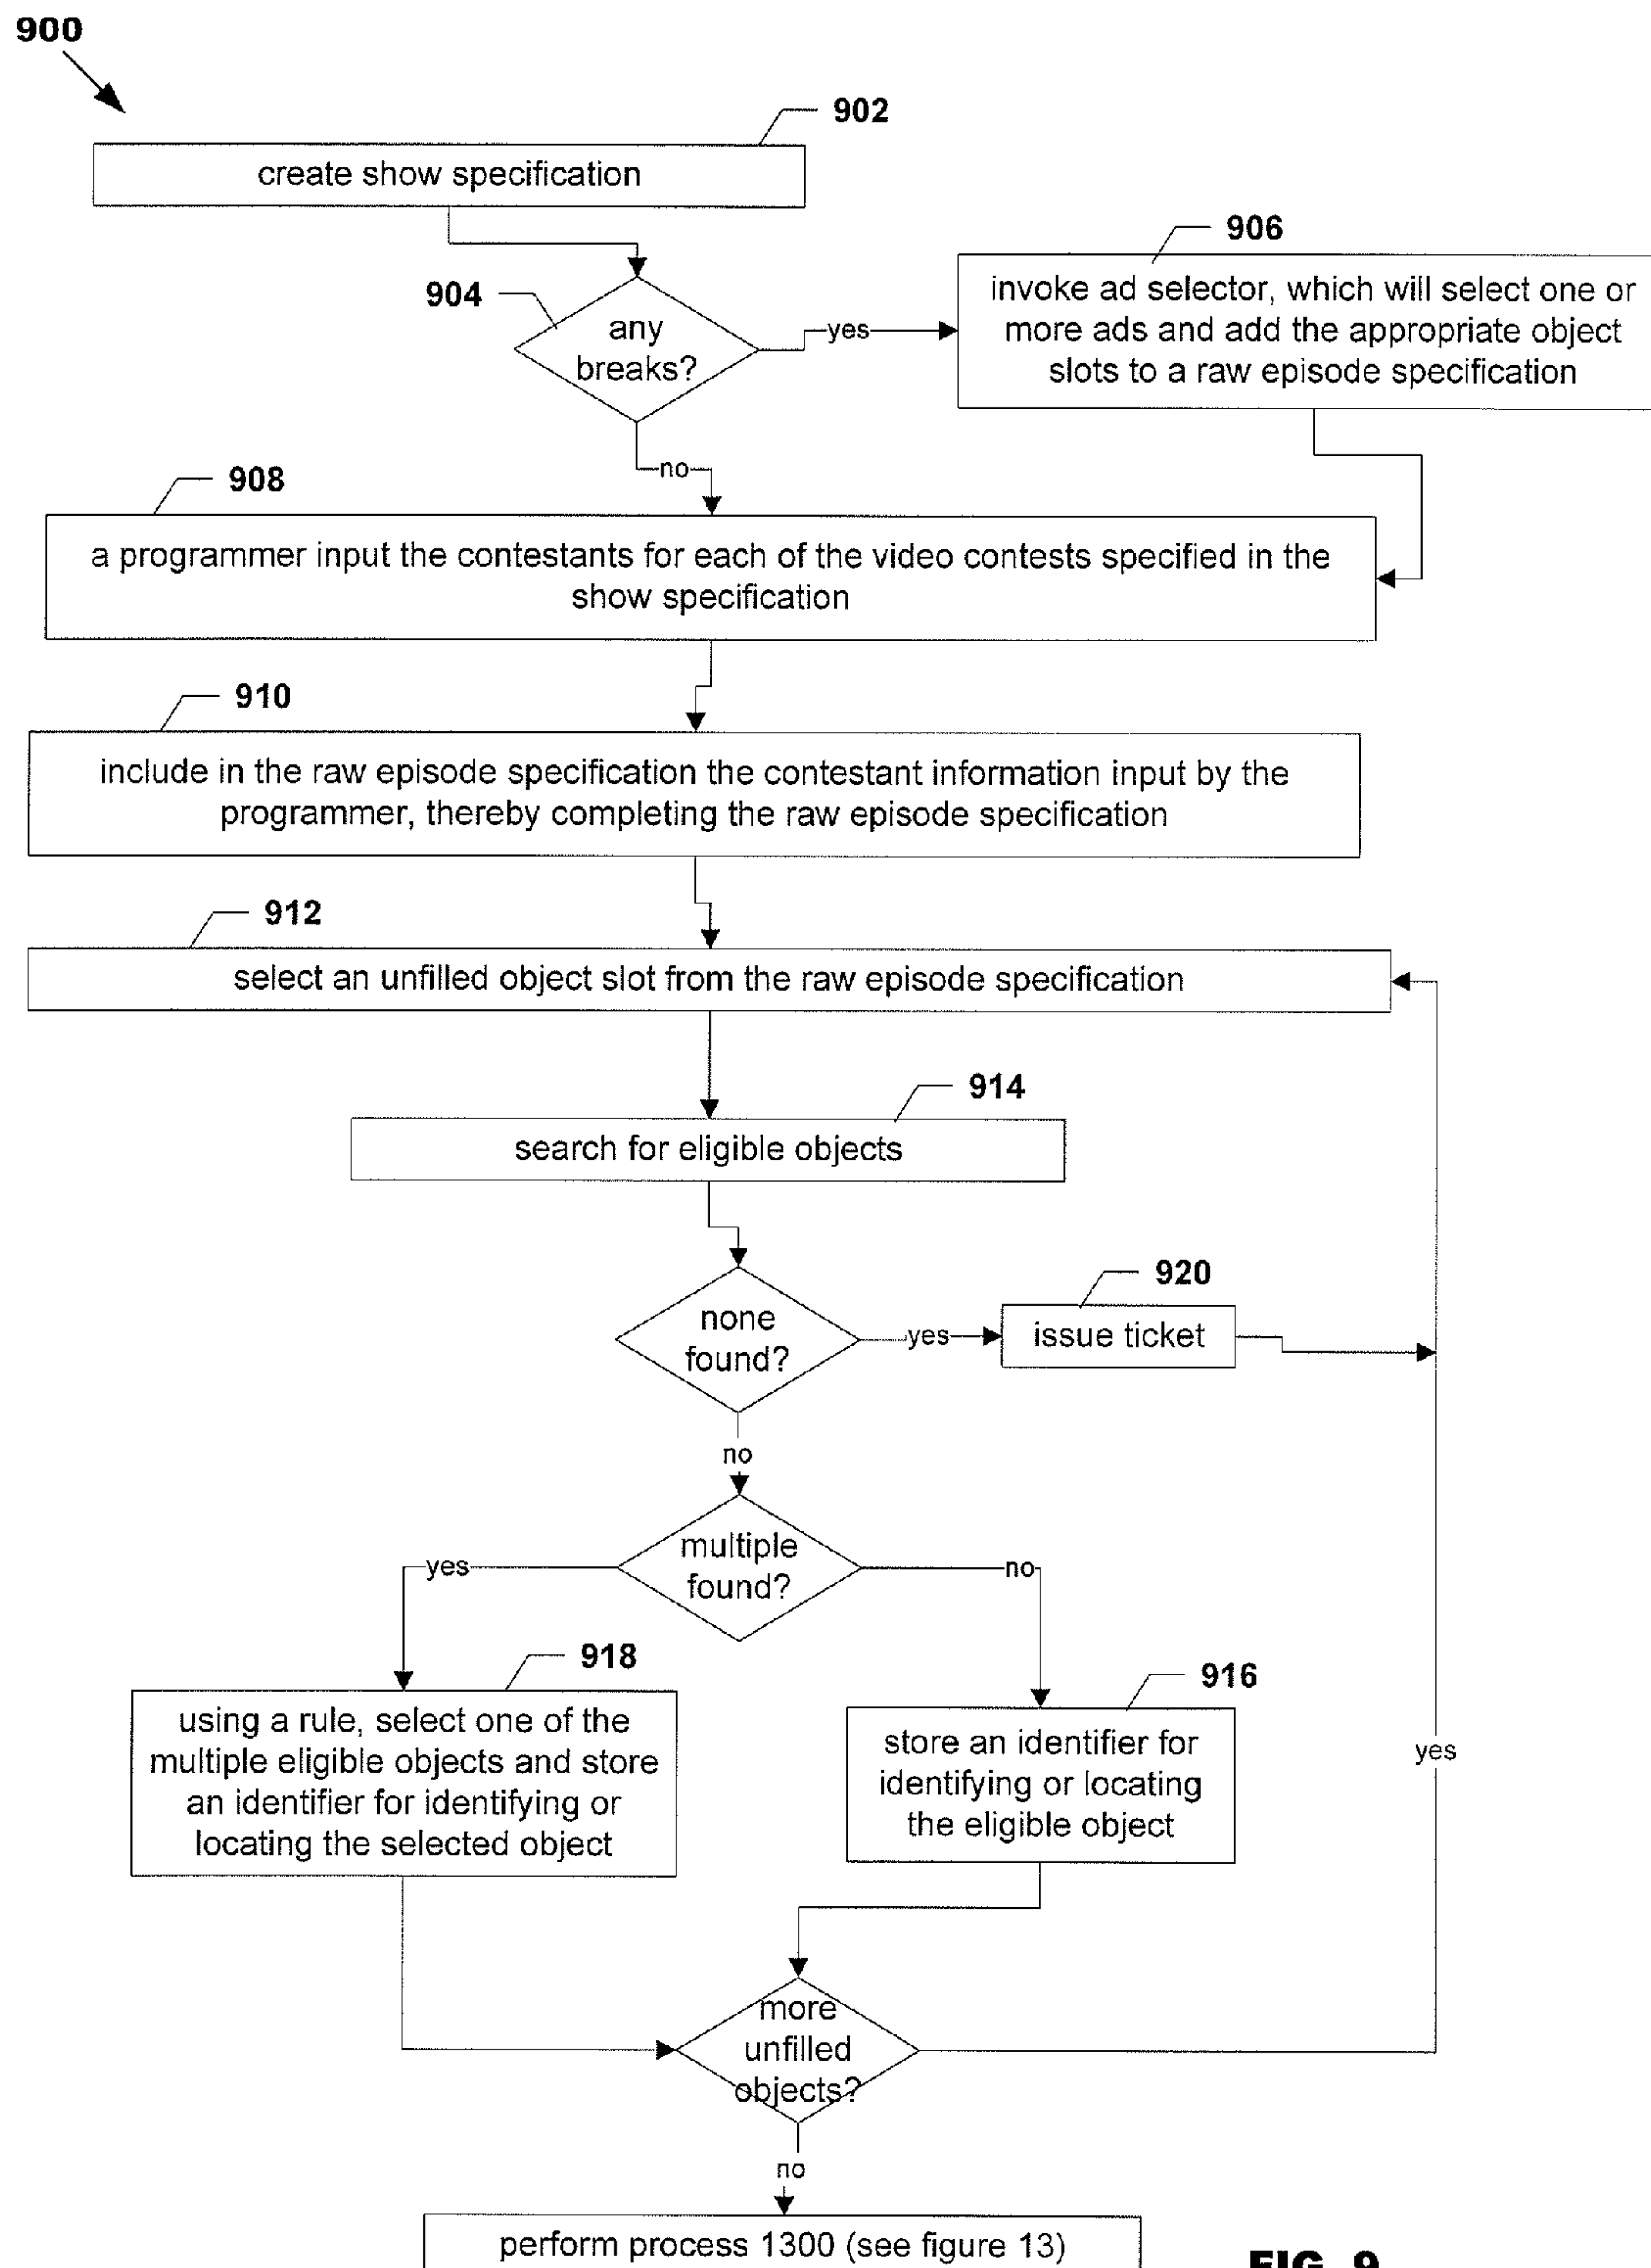 900
902
create show specification
904
any
breaks?
yes
906
invoke ad selector, which will select one or
more ads and add the appropriate object
slots to a raw episode specification
no
908
a programmer input the contestants for each of the video contests specified in the
show specification
910
include in the raw episode specification the contestant information input by the
programmer, thereby completing the raw episode specification
912
select an unfilled object slot from the raw episode specification
914
search for eligible objects
none
found?
yes
920
issue ticket
no
multiple
found?
yes
no
918
using a rule, select one of the
multiple eligible objects and store
an identifier for identifying or
locating the selected object
916
store an identifier for
identifying or locating
the eligible object
yes
more
unfilled
objects?
no
perform process 1300 (see figure 13)
FIG. 9